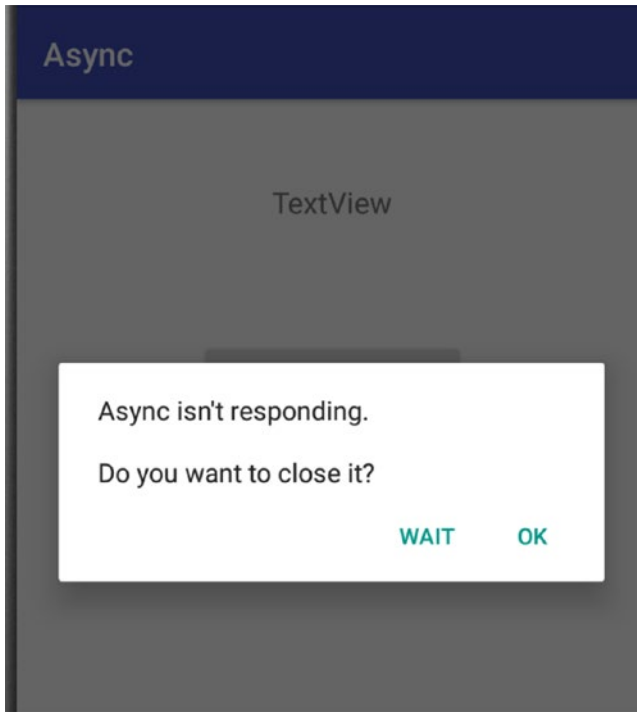 Async
TextView
Async isn't responding.
Do you want to close it?
WAIT OK